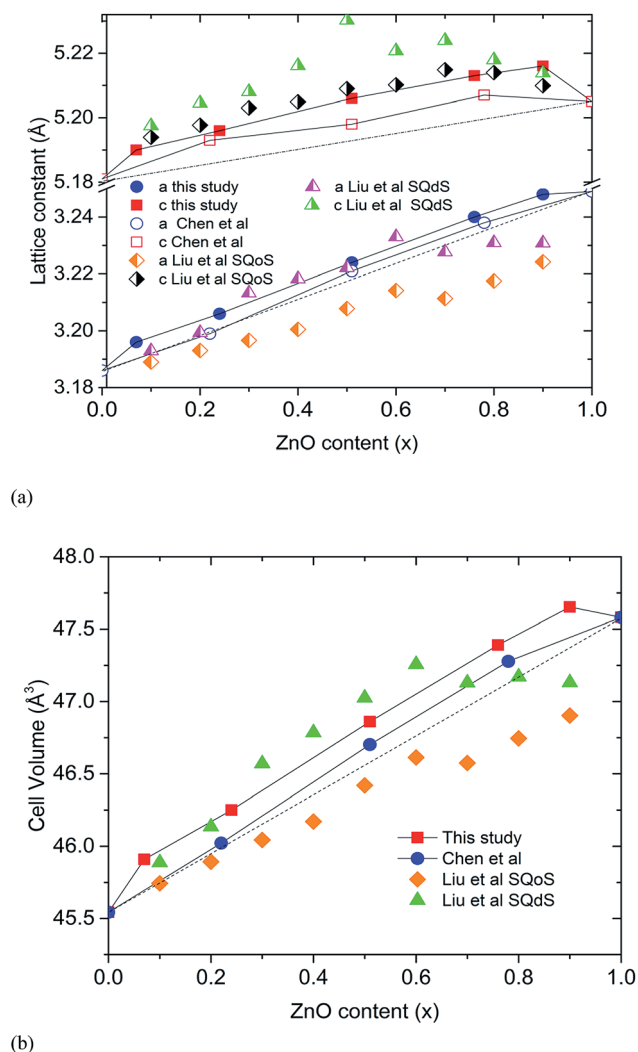 5.22
5.20
5.18
3.24
3.22
3.20
3.18
Lattice constant (Å)
a this study
c this study
a  Chen et al
c Chen et al
a Liu et al SQoS
c Liu et al SQoS
a Liu et al SQdS
c Liu et al  SQdS
0.0 0.2 0.4 0.6 0.8 1.0
ZnO content (x)
(a)
48.0
47.5
47.0
46.5
46.0
45.5
Cell Volume (Å³)
This study
Chen et al
Liu et al SQoS
Liu et al SQdS
0.0 0.2 0.4 0.6 0.8 1.0
ZnO content (x)
(b)